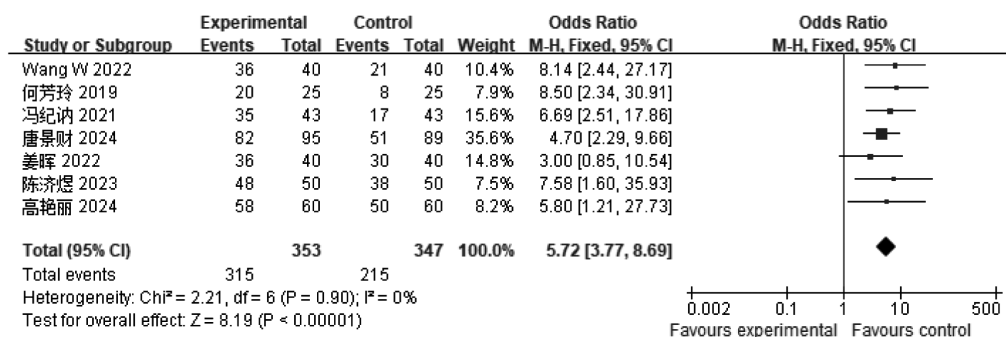 Experimental Control Odds Ratio Odds Ratio
Study or Subgroup Events Total Events Total Weight M-H, Fixed, 95% CI M-H, Fixed, 95% CI
Wang W 2022 36 40 21 40 10.4% 8.14 [2.44, 27.17]
何芳玲 2019 20 25 8 25 7.9% 8.50 [2.34, 30.91]
冯纪讷 2021 35 43 17 43 15.6% 6.69 [2.51, 17.86]
唐景财 2024 82 95 51 89 35.6% 4.70 [2.29, 9.66]
姜晖 2022 36 40 30 40 14.8% 3.00 [0.85, 10.54]
陈济煜 2023 48 50 38 50 7.5% 7.58 [1.60, 35.93]
高艳丽 2024 58 60 50 60 8.2% 5.80 [1.21, 27.73]
Total (95% CI) 353 347 100.0% 5.72 [3.77, 8.69]
Total events 315 215
Heterogeneity: Chi² = 2.21, df = 6 (P = 0.90); I² = 0%
Test for overall effect: Z = 8.19 (P < 0.00001)
0.002 0.1 1 10 500
Favours experimental Favours control